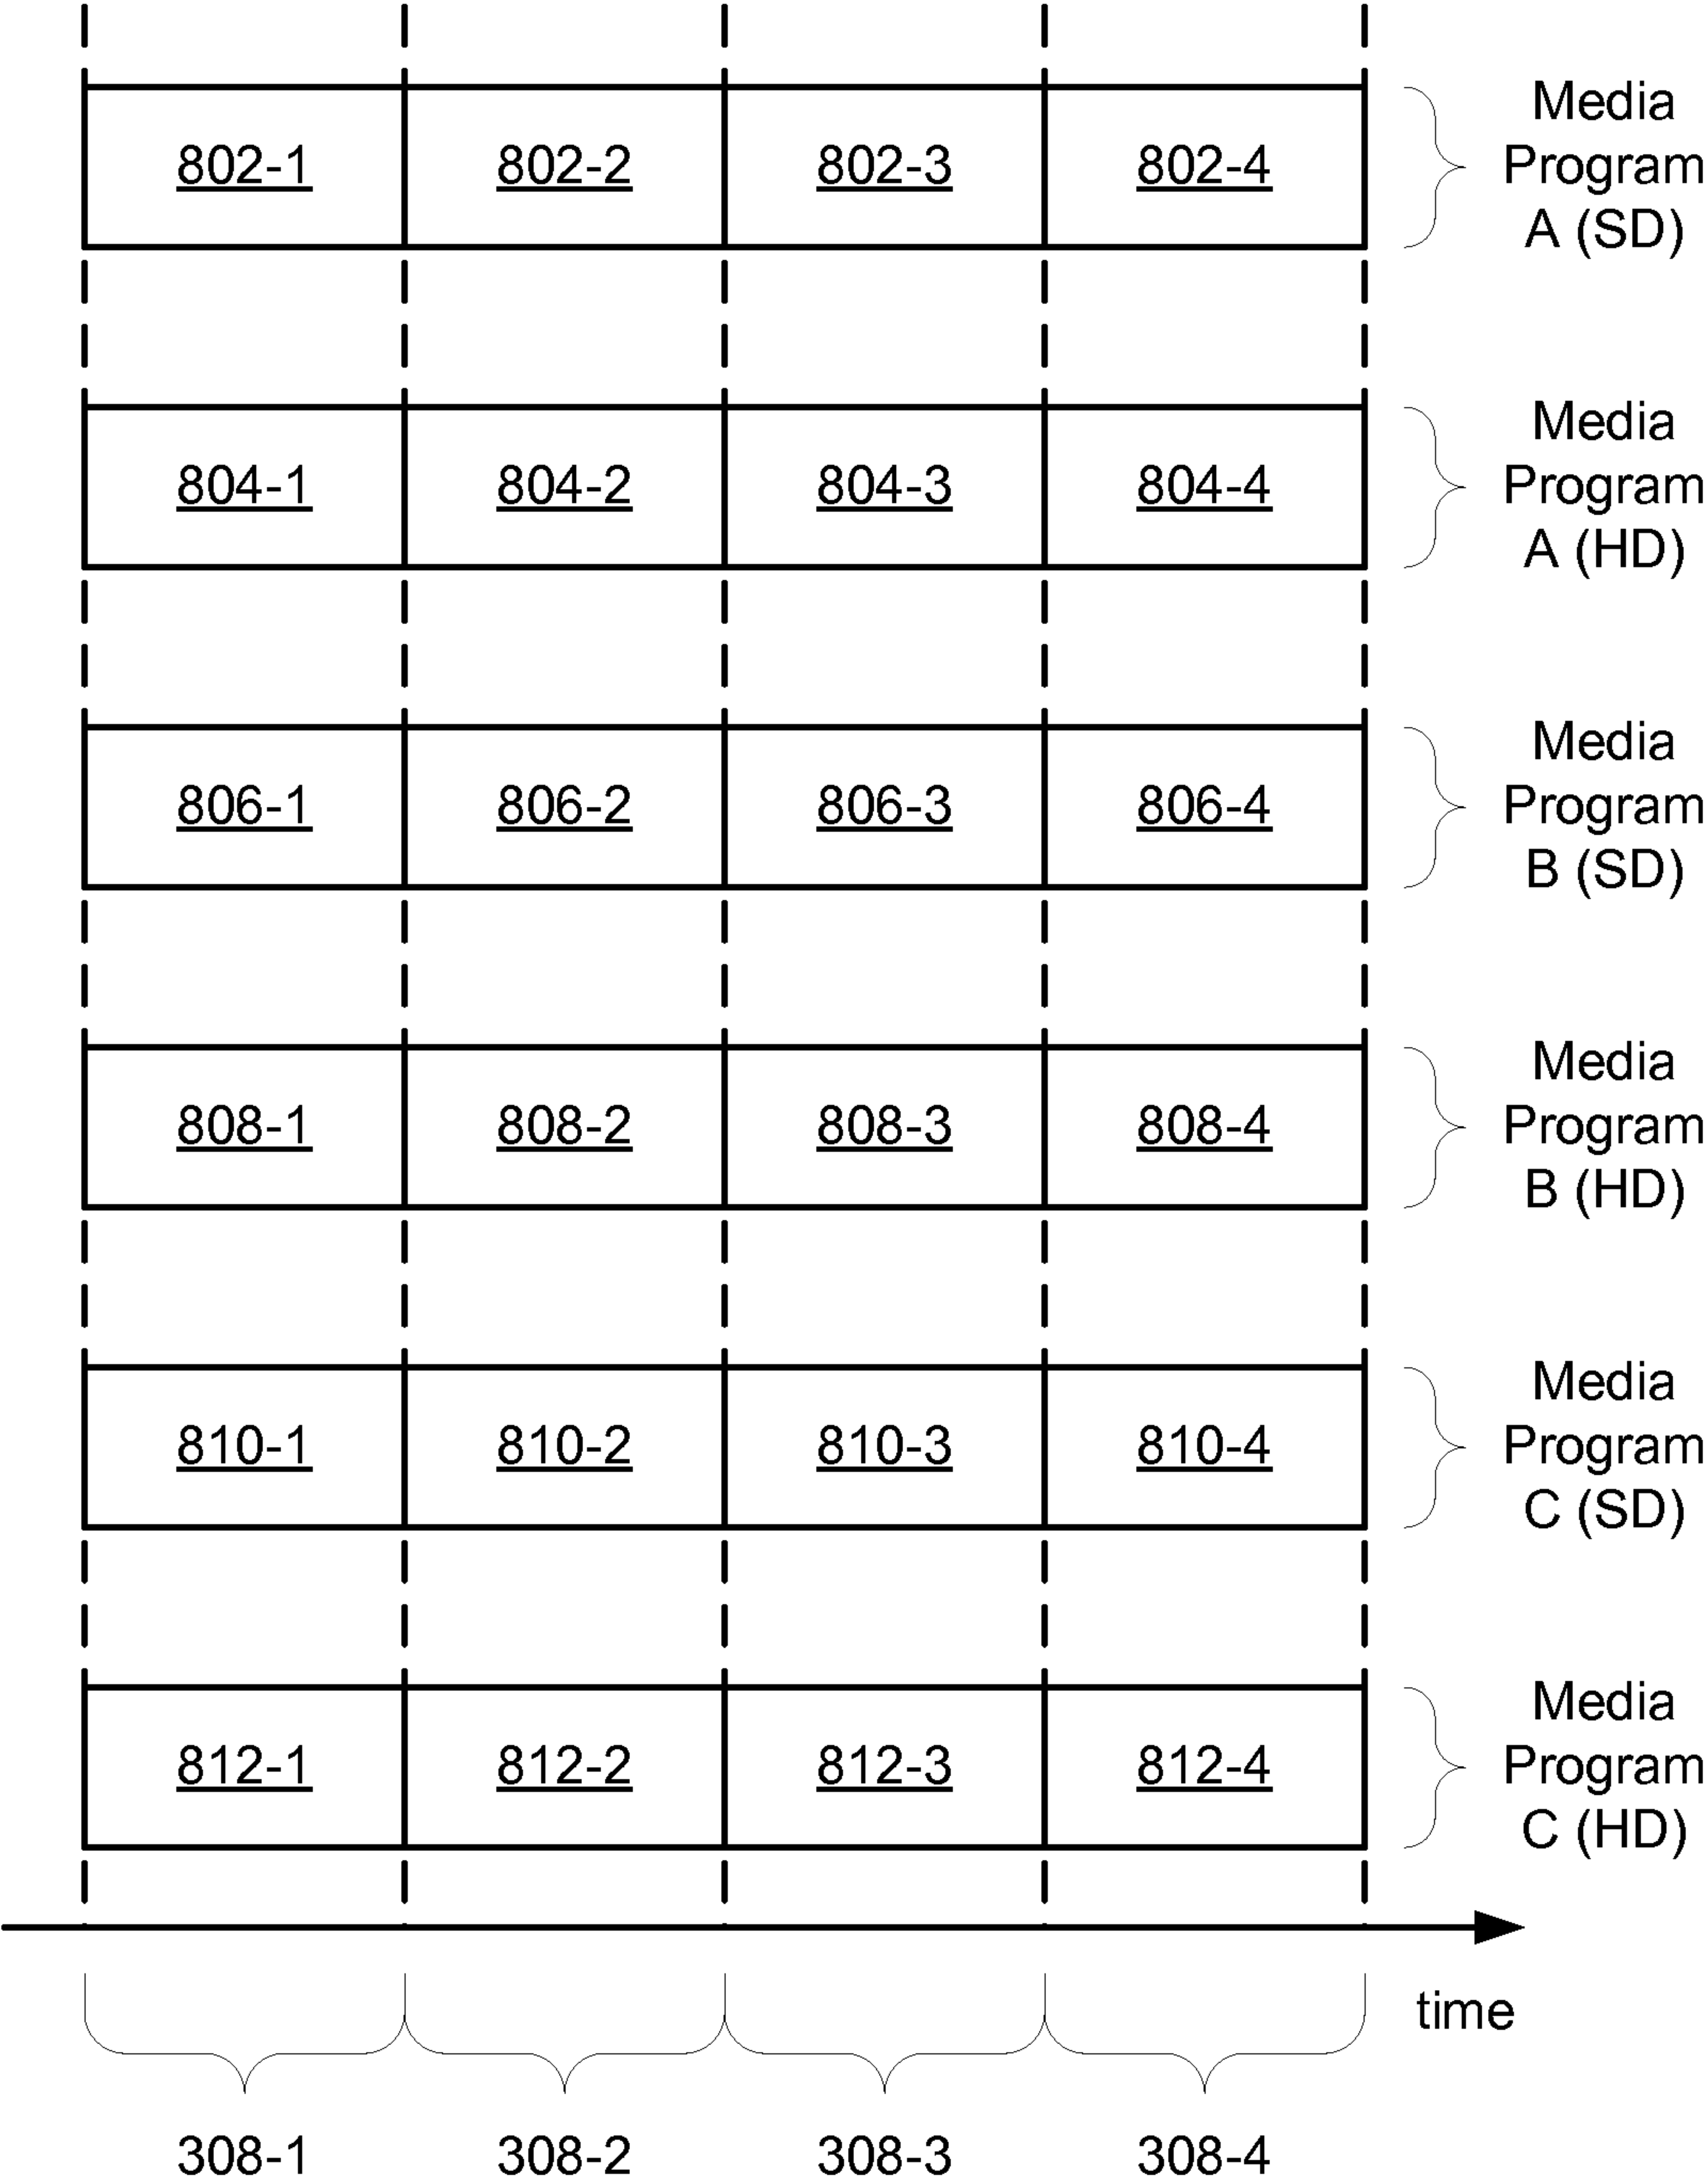 802-1 802-2 802-3 802-4
Media
Program
A (SD)
804-1 804-2 804-3 804-4
Media
Program
A (HD)
806-1 806-2 806-3 806-4
Media
Program
B (SD)
808-1 808-2 808-3 808-4
Media
Program
B (HD)
810-1 810-2 810-3 810-4
Media
Program
C (SD)
812-1 812-2 812-3 812-4
Media
Program
C (HD)
time
308-1 308-2 308-3 308-4